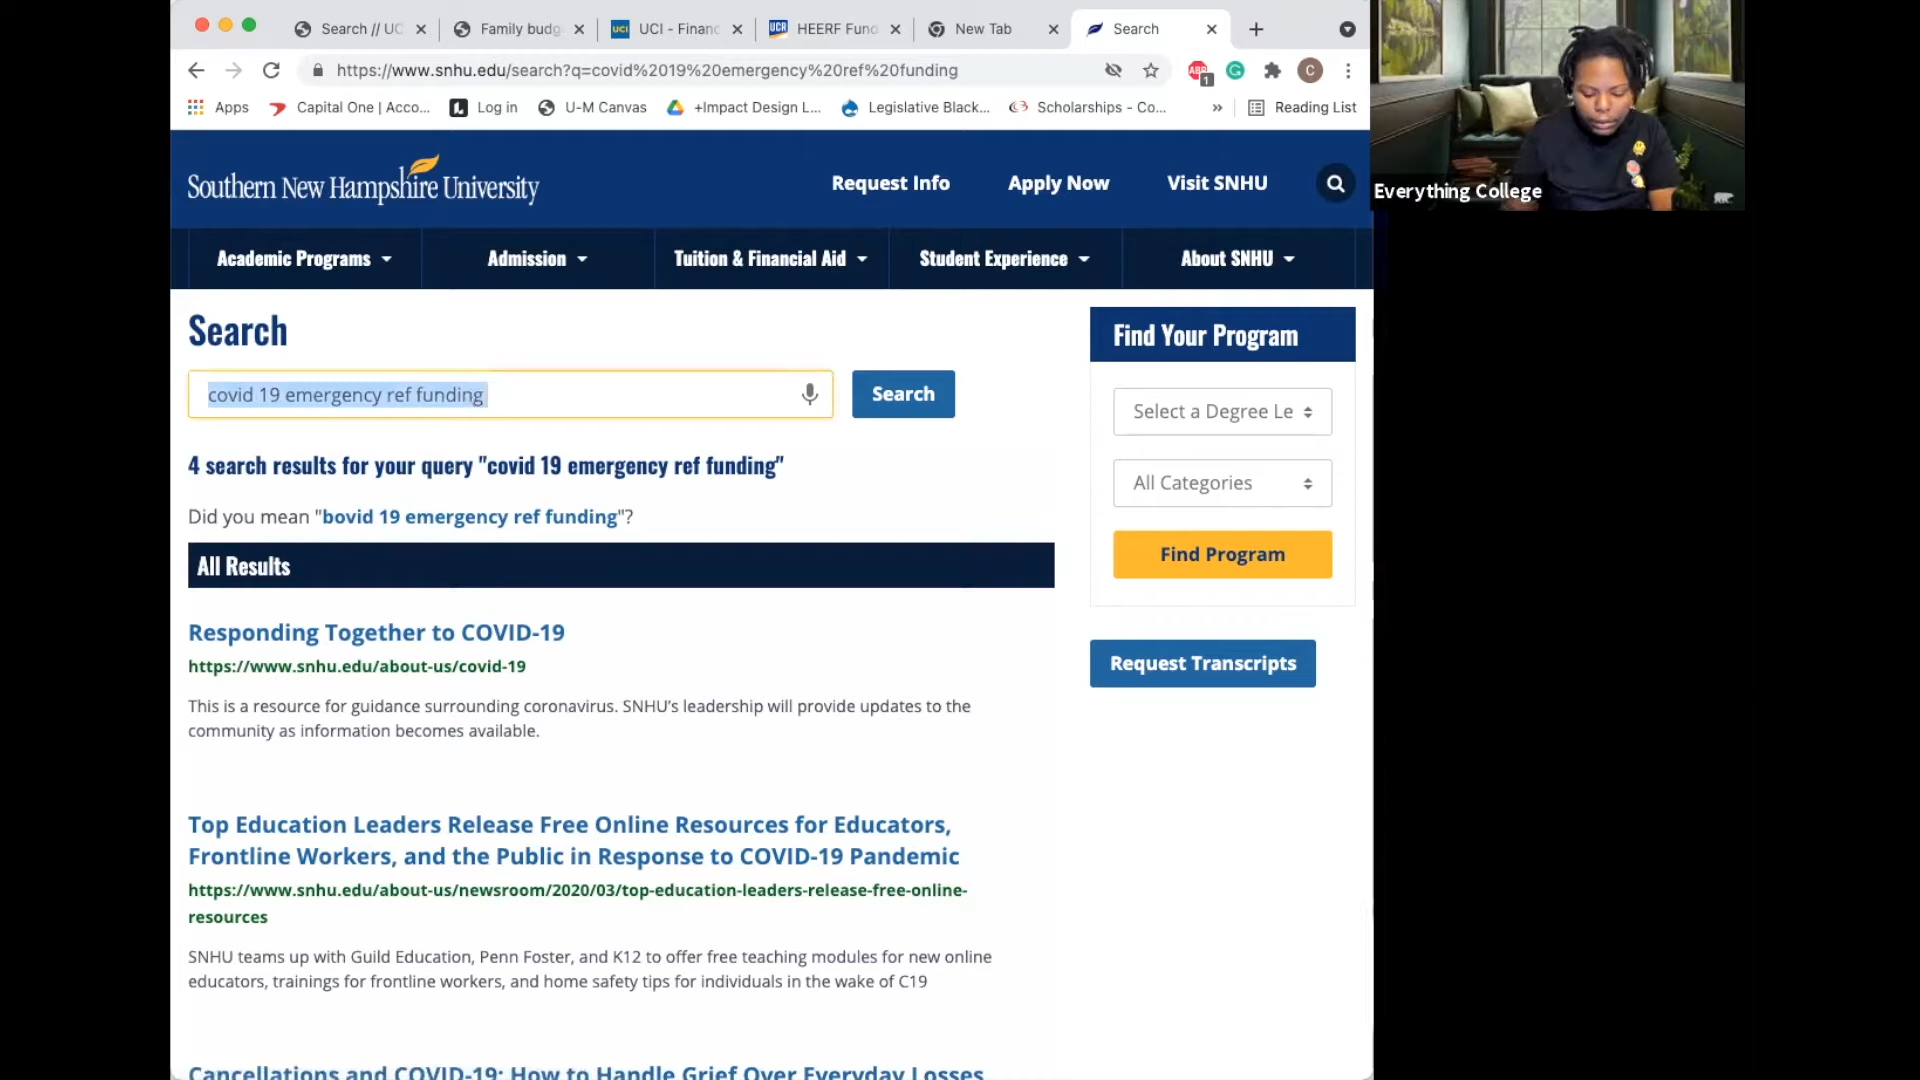 Search // UC
Family budg
UCI UCI - Financ
UCR HEERF Fund
New Tab
Search
https://www.snhu.edu/search?q=covid%2019%20emergency%20ref%20funding
ABP 1
C
Apps
Capital One | Acco...
Log in
U-M Canvas
+Impact Design L...
Legislative Black...
Scholarships - Co...
»
Reading List
Southern New Hampshire University
Request Info
Apply Now
Visit SNHU
Everything College
Academic Programs
Admission
Tuition & Financial Aid
Student Experience
About SNHU
Search
covid 19 emergency ref funding
Search
4 search results for your query "covid 19 emergency ref funding"
Did you mean "bovid 19 emergency ref funding"?
All Results
Responding Together to COVID-19
https://www.snhu.edu/about-us/covid-19
This is a resource for guidance surrounding coronavirus. SNHU's leadership will provide updates to the
community as information becomes available.
Top Education Leaders Release Free Online Resources for Educators,
Frontline Workers, and the Public in Response to COVID-19 Pandemic
https://www.snhu.edu/about-us/newsroom/2020/03/top-education-leaders-release-free-online-
resources
SNHU teams up with Guild Education, Penn Foster, and K12 to offer free teaching modules for new online
educators, trainings for frontline workers, and home safety tips for individuals in the wake of C19
Cancellations and COVID-19: How to Handle Grief Over Everyday Losses
Find Your Program
Select a Degree Le
All Categories
Find Program
Request Transcripts